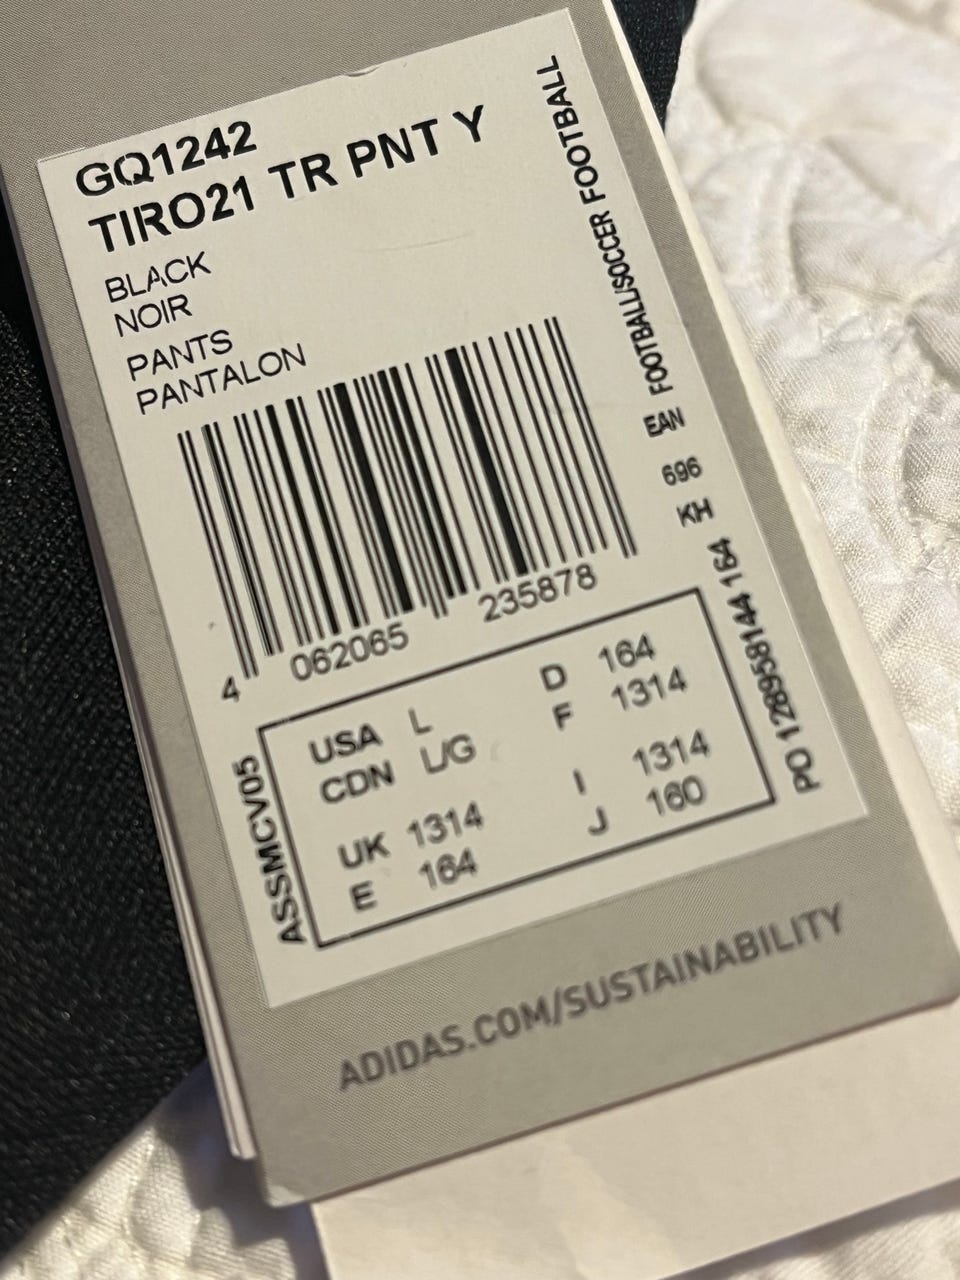 GQ1242
TIRO21 TR PNT Y
BLACK
NOIR
PANTS
PANTALON
FOOTBALL/SOCCER FOOTBALL
EAN
696
KH
4 062065 235878
PO 128958144 164
ASSMCV05
USA L D 164
CDN L/G F 1314
UK 1314 I 1314
E 164 J 160
ADIDAS.COM/SUSTAINABILITY